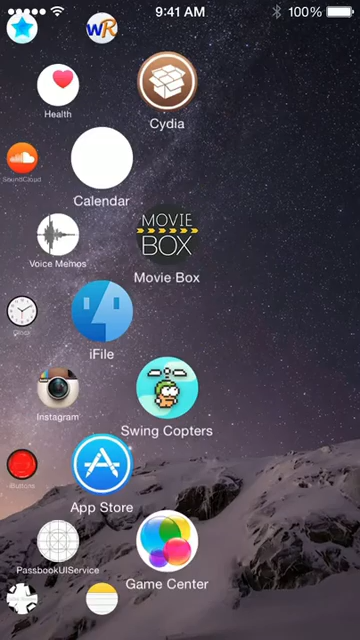 9:41 AM
100%
WR
Health
Cydia
SoundCloud
Calendar
Voice Memos
MOVIE
BOX
Movie Box
iFile
Instagram
Swing Copters
App Store
PassbookUIService
Game Center